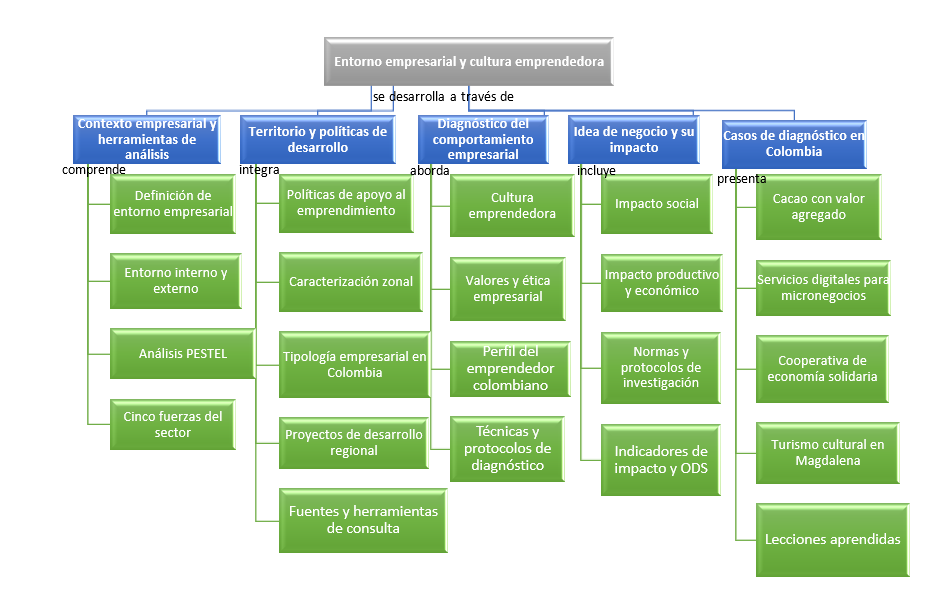 Entorno empresarial y cultura emprendedora
se desarrolla a través de
Contexto empresarial y
herramientas de
análisis
comprende
Definición de
entorno empresarial
Entorno interno y
externo
Análisis PESTEL
Cinco fuerzas del
sector
Territorio y políticas de
desarrollo
integra
Políticas de apoyo al
emprendimiento
Caracterización zonal
Tipología empresarial en
Colombia
Proyectos de desarrollo
regional
Fuentes y herramientas
de consulta
Diagnóstico del
comportamiento
empresarial
aborda
Cultura
emprendedora
Valores y ética
empresarial
Perfil del
emprendedor
colombiano
Técnicas y
protocolos de
diagnóstico
Idea de negocio y su
impacto
incluye
Impacto social
Impacto productivo
y económico
Normas y
protocolos de
investigación
Indicadores de
impacto y ODS
Casos de diagnóstico en
Colombia
presenta
Cacao con valor
agregado
Servicios digitales para
micronegocios
Cooperativa de
economía solidaria
Turismo cultural en
Magdalena
Lecciones aprendidas